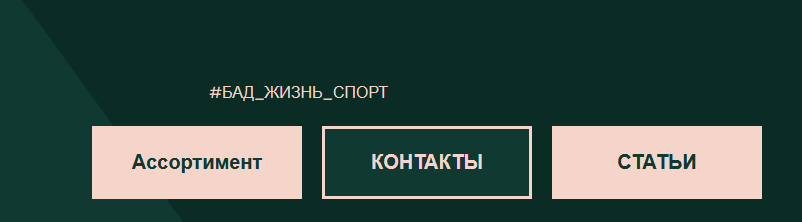 #БАД_ЖИЗНЬ_СПОРТ
Ассортимент
КОНТАКТЫ
СТАТЬИ